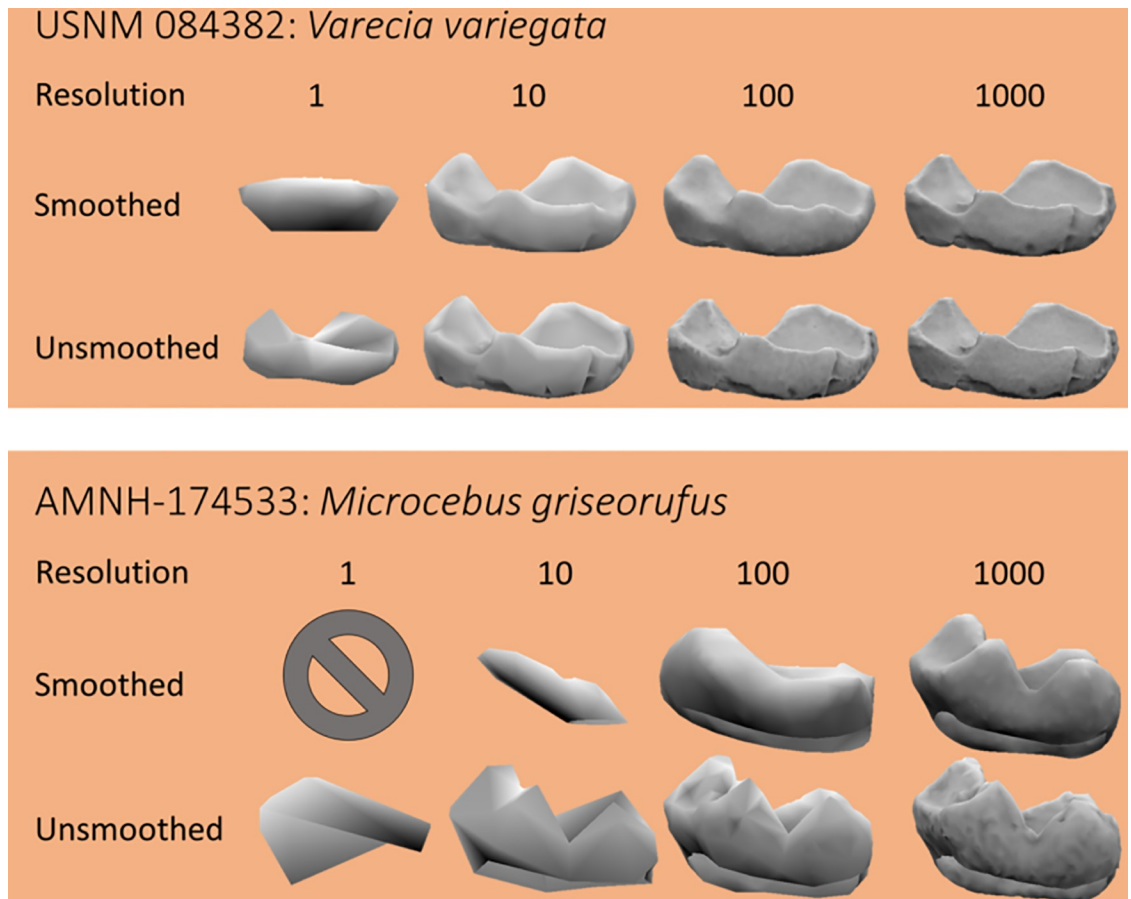 USNM 084382: Varecia variegata
Resolution 1 10 100 1000
Smoothed
Unsmoothed
AMNH-174533: Microcebus griseorufus
Resolution 1 10 100 1000
Smoothed
Unsmoothed